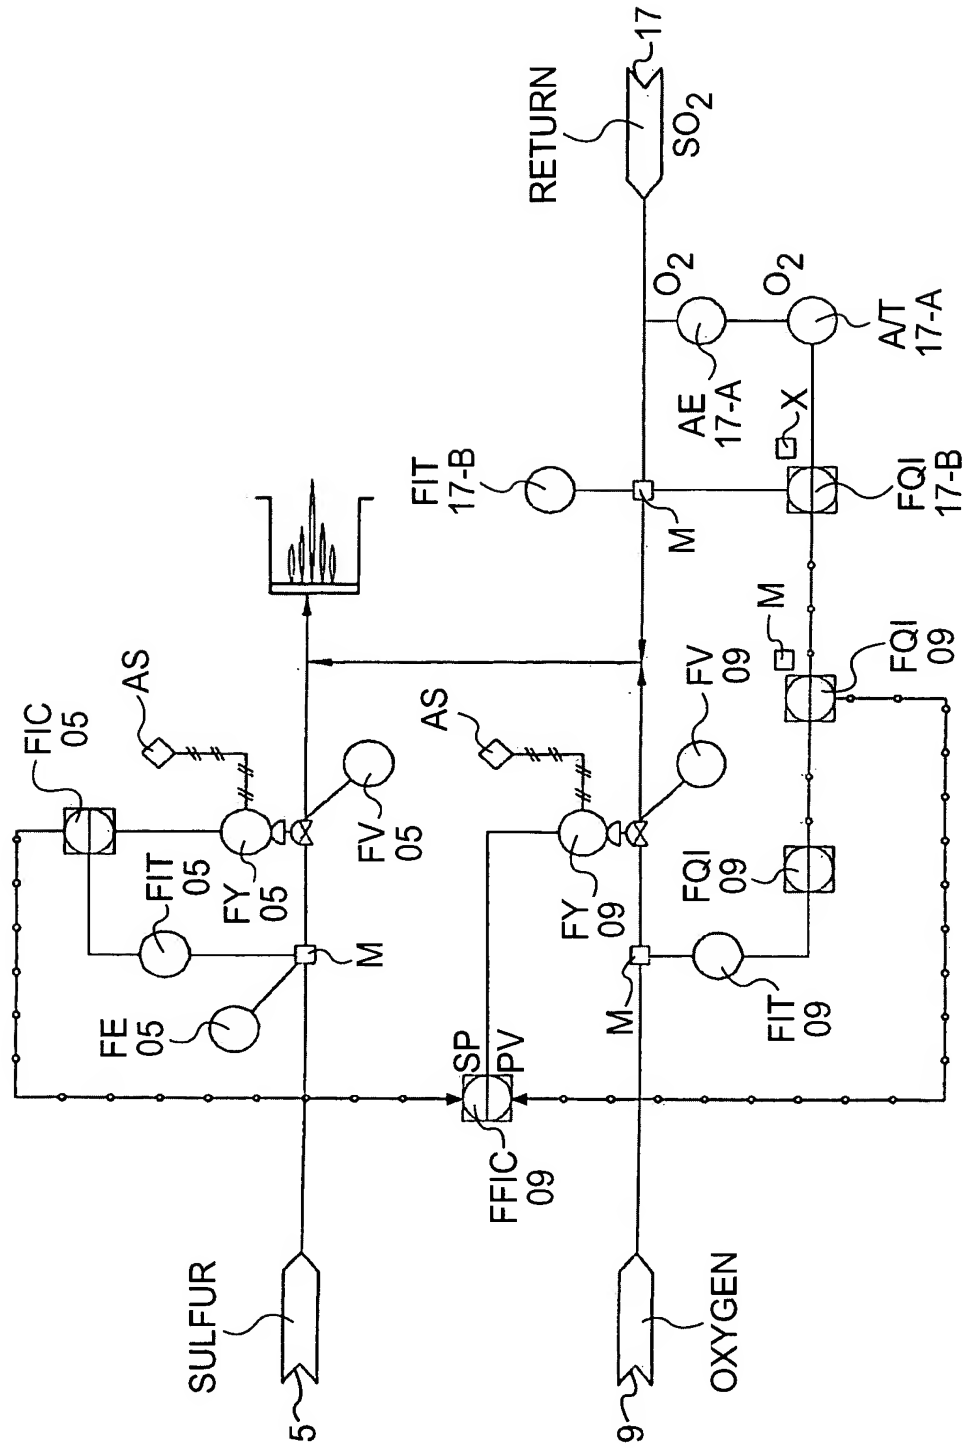 FIC
05
AS
FE
05
FIT
05
FY
05
SULFUR
FV
05
M
5
AS
FIT
17-B
SP
PV
FFIC
09
RETURN
FY
09
9
M
17
O2
SO2
M
AE
17-A
FV
09
FQI
09
OXYGEN
FIT
09
M
X
O2
A/T
17-A
FQI
09
FQI
17-B